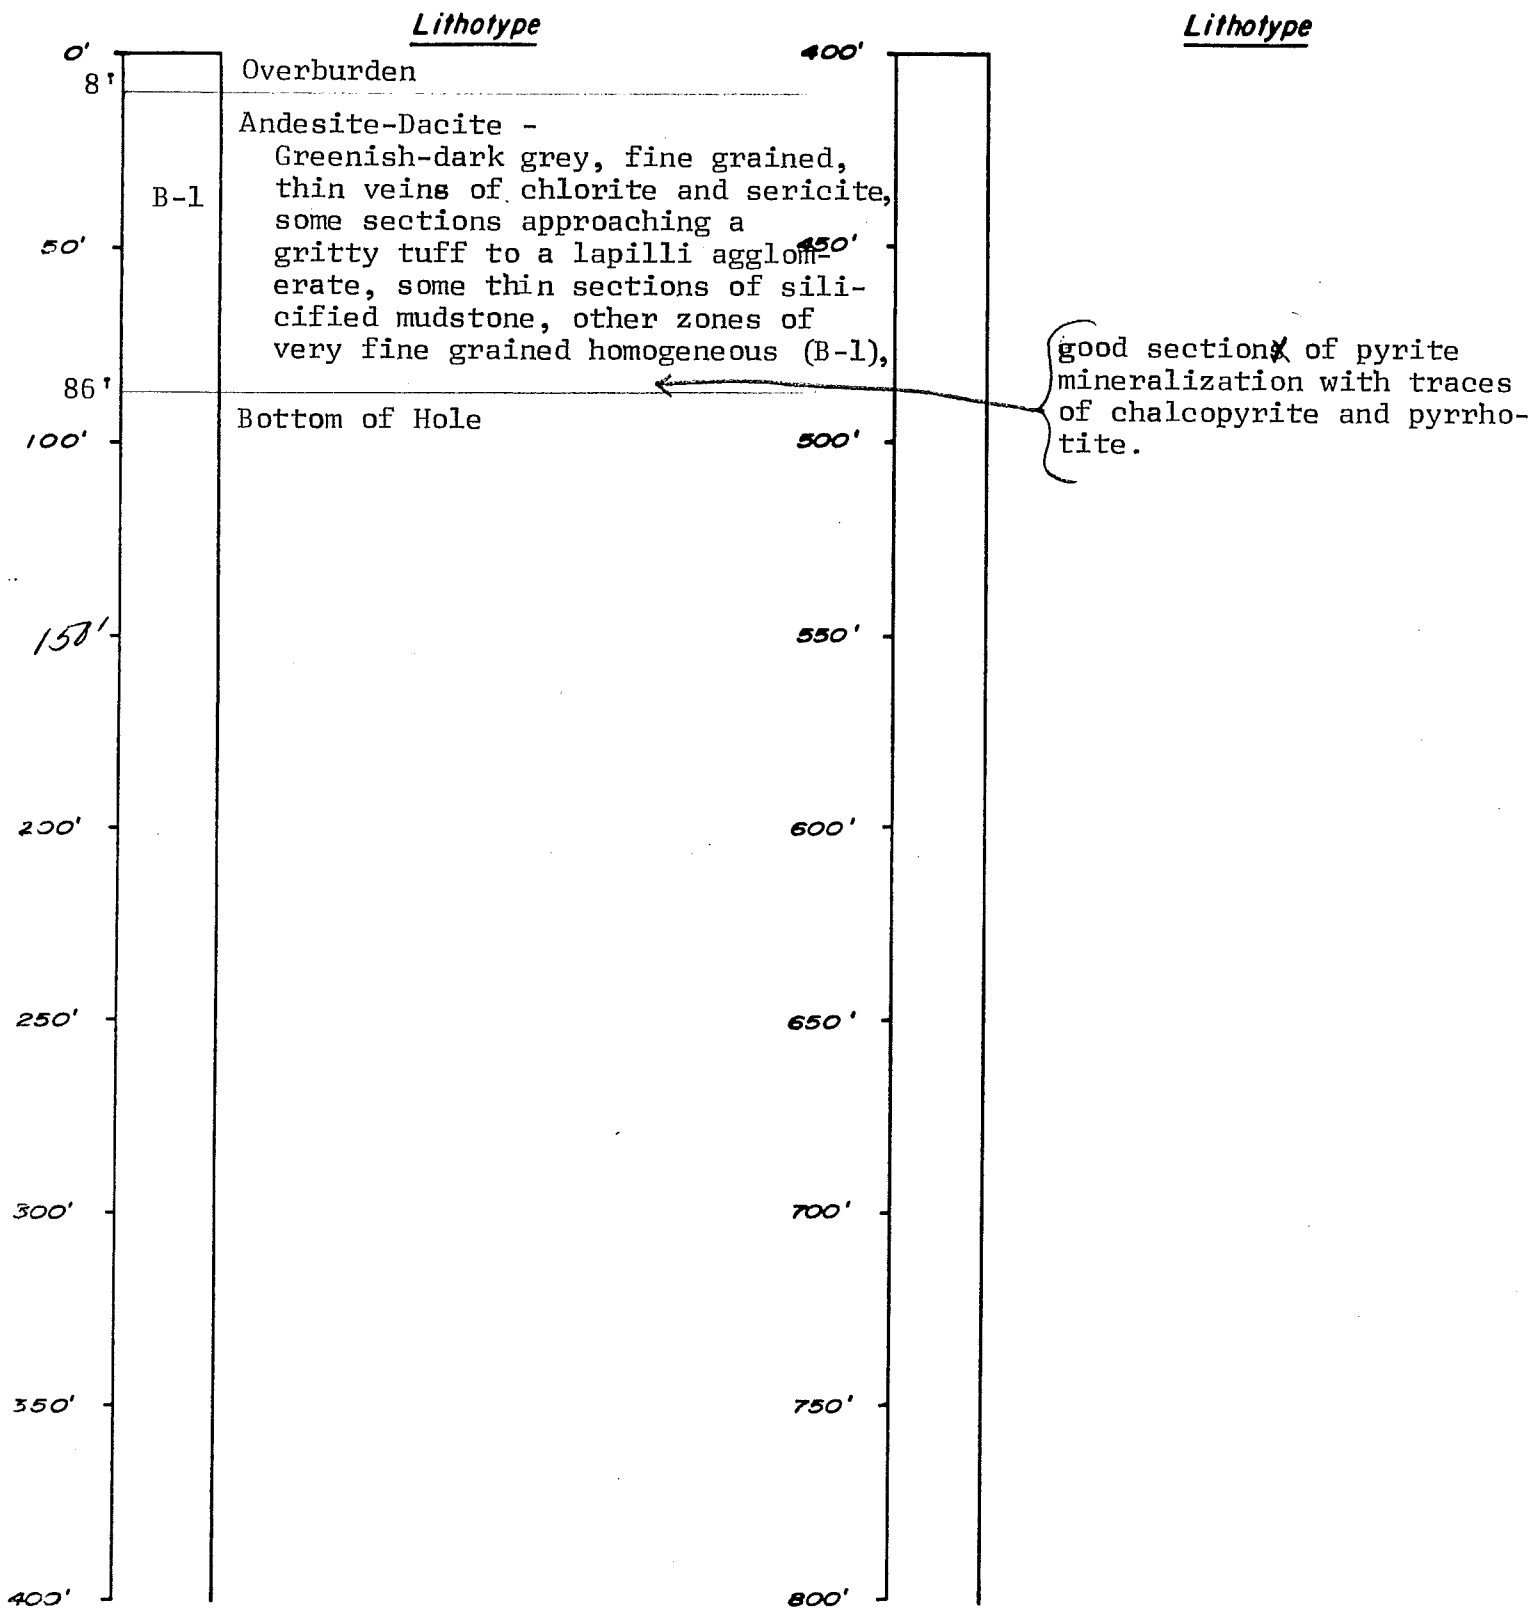 Lithotype
0'
8'
Overburden
Andesite-Dacite -
Greenish-dark grey, fine grained,
thin veins of chlorite and sericite,
B-1
some sections approaching a
50'
gritty tuff to a lapilli agglom-
erate, some thin sections of sili-
cified mudstone, other zones of
very fine grained homogeneous (B-1),
86'
Bottom of Hole
100'
150'
200'
250'
300'
350'
400'
Lithotype
400'
450'
good section of pyrite
mineralization with traces
of chalcopyrite and pyrrho-
tite.
500'
550'
600'
650'
700'
750'
800'